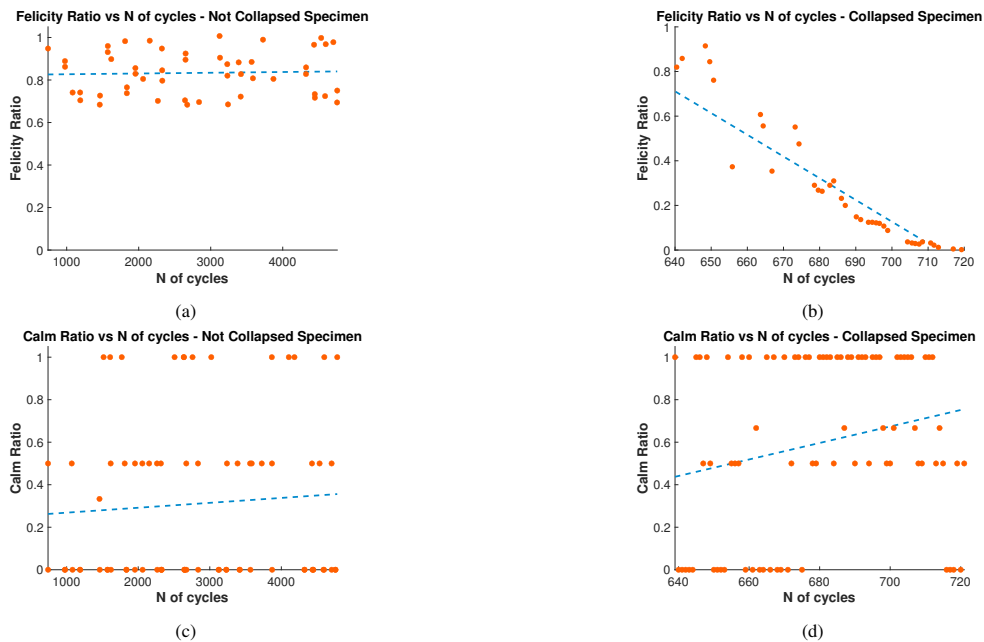 Felicity Ratio vs N of cycles - Not Collapsed Specimen
1
0.8
0.6
0.4
0.2
0
Felicity Ratio
1000 2000 3000 4000
N of cycles
(a)
Felicity Ratio vs N of cycles - Collapsed Specimen
1
0.8
0.6
0.4
0.2
0
Felicity Ratio
640 650 660 670 680 690 700 710 720
N of cycles
(b)
Calm Ratio vs N of cycles - Not Collapsed Specimen
1
0.8
0.6
0.4
0.2
0
Calm Ratio
1000 2000 3000 4000
N of cycles
(c)
Calm Ratio vs N of cycles - Collapsed Specimen
1
0.8
0.6
0.4
0.2
0
Calm Ratio
640 660 680 700 720
N of cycles
(d)